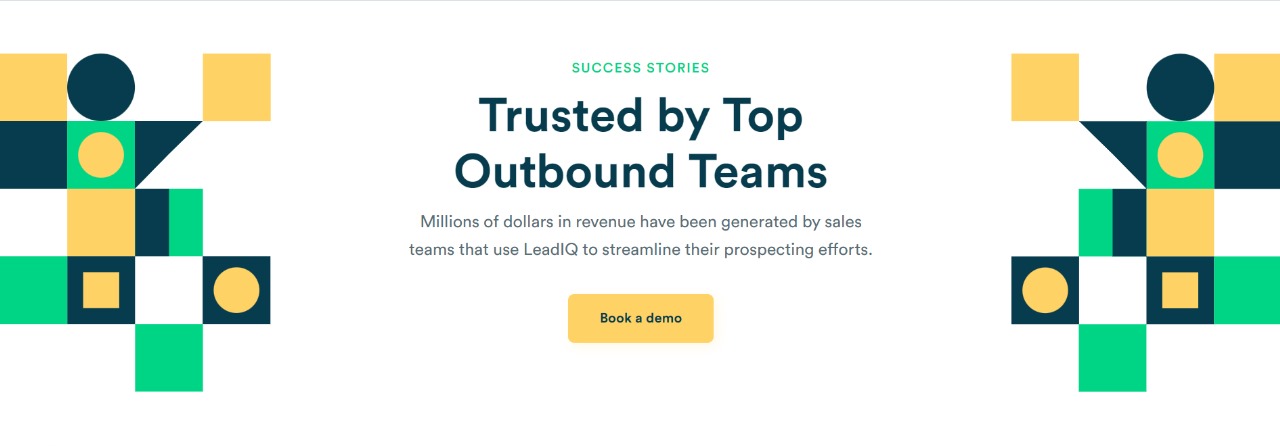 SUCCESS STORIES
Trusted by Top
Outbound Teams
Millions of dollars in revenue have been generated by sales
teams that use LeadIQ to streamline their prospecting efforts.
Book a demo